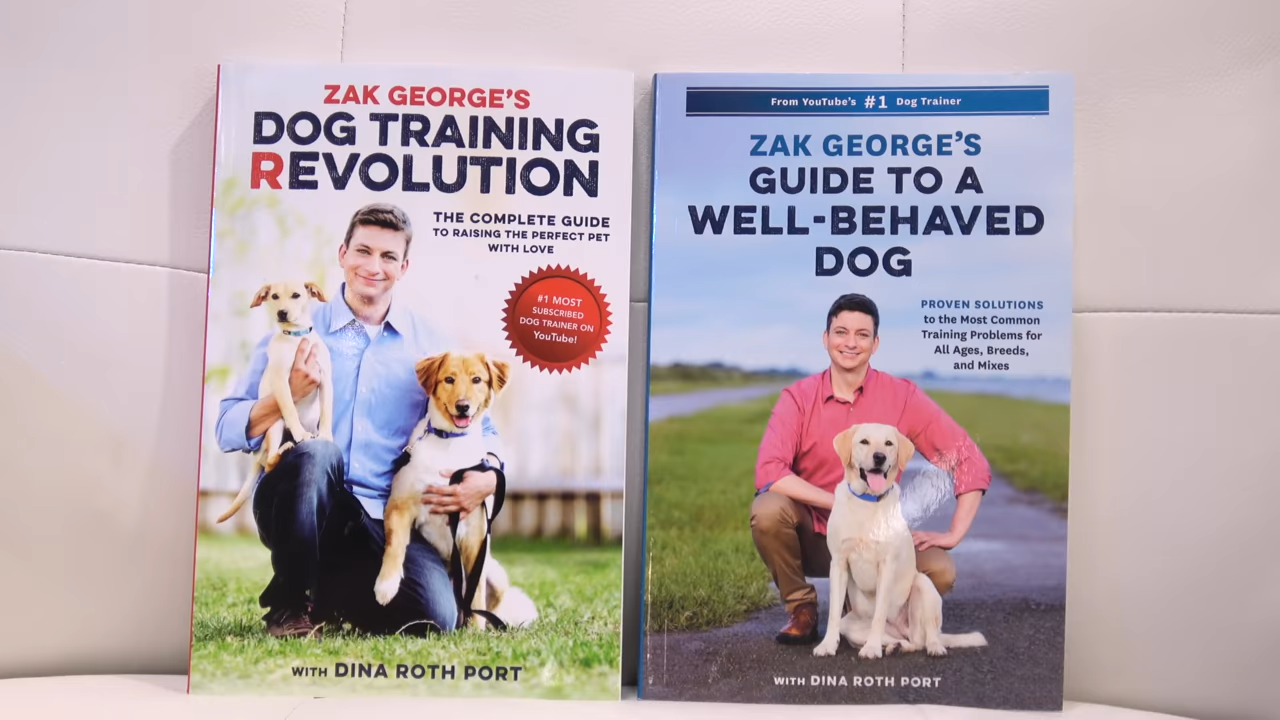 ZAK GEORGE'S
DOG TRAINING
REVOLUTION
THE COMPLETE GUIDE
TO RAISING THE PERFECT PET
WITH LOVE
#1 MOST
SUBSCRIBED
DOG TRAINER ON
YouTube!
WITH DINA ROTH PORT
From YouTube's #1 Dog Trainer
ZAK GEORGE'S
GUIDE TO A
WELL-BEHAVED
DOG
PROVEN SOLUTIONS
to the Most Common
Training Problems for
All Ages, Breeds,
and Mixes
WITH DINA ROTH PORT